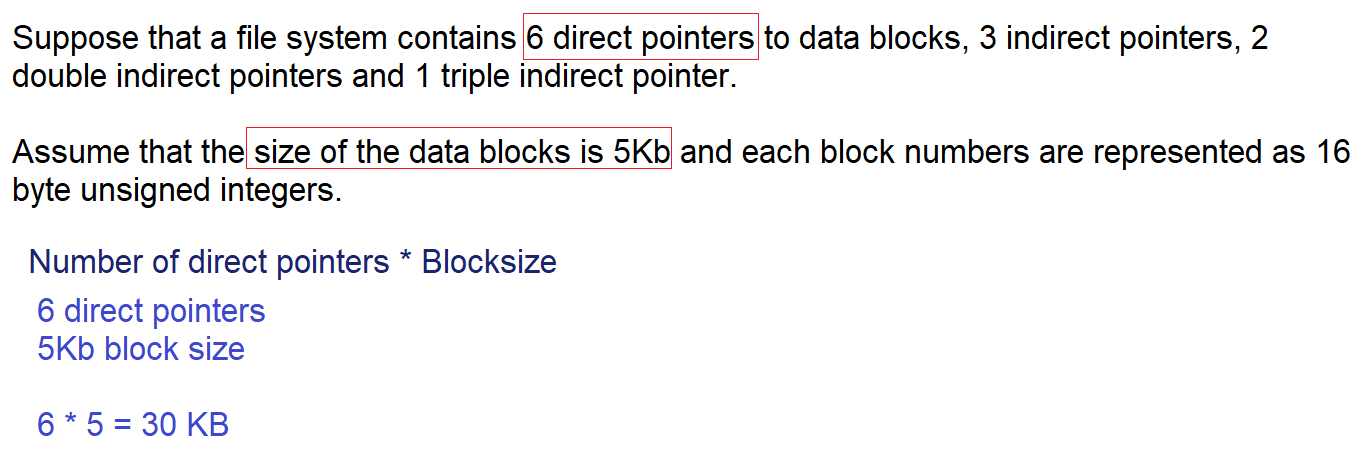 Suppose that a file system contains 6 direct pointers to data blocks, 3 indirect pointers, 2
double indirect pointers and 1 triple indirect pointer.
Assume that the size of the data blocks is 5Kb and each block numbers are represented as 16
byte unsigned integers.
Number of direct pointers * Blocksize
6 direct pointers
5Kb block size
6 * 5 = 30 KB